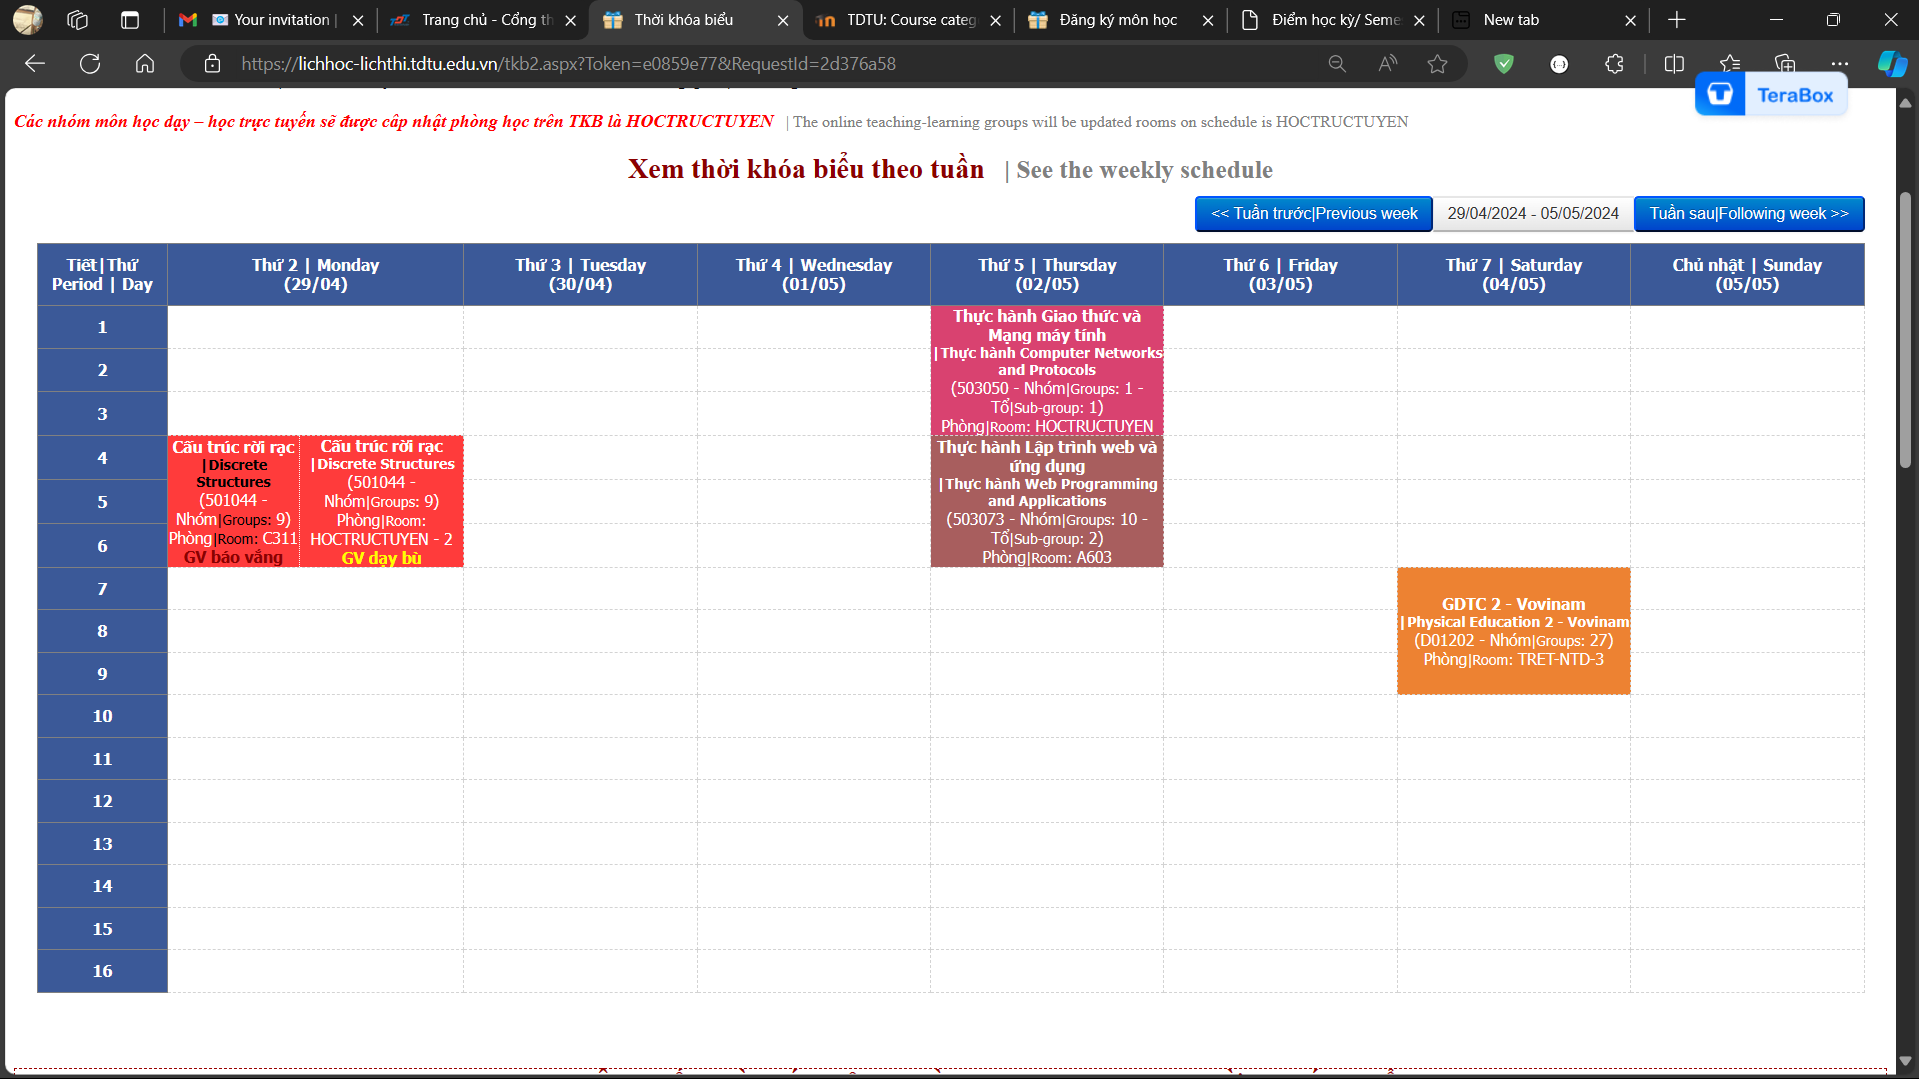 Your invitation |
Trang chủ - Cổng th
Thời khóa biểu
TDTU: Course categ
Đăng ký môn học
Điểm học kỳ/ Seme
New tab
https://lichhoc-lichthi.tdtu.edu.vn/tkb2.aspx?Token=e0859e77&RequestId=2d376a58
TeraBox
Các nhóm môn học dạy – học trực tuyến sẽ được câp nhật phòng học trên TKB là HOCTRUCTUYEN | The online teaching-learning groups will be updated rooms on schedule is HOCTRUCTUYEN
Xem thời khóa biểu theo tuần | See the weekly schedule
<< Tuần trước|Previous week 29/04/2024 - 05/05/2024 Tuần sau|Following week >>
Tiết|Thứ
Period | Day
Thứ 2 | Monday
(29/04)
Thứ 3 | Tuesday
(30/04)
Thứ 4 | Wednesday
(01/05)
Thứ 5 | Thursday
(02/05)
Thứ 6 | Friday
(03/05)
Thứ 7 | Saturday
(04/05)
Chủ nhật | Sunday
(05/05)
1
Thực hành Giao thức và
Mạng máy tính
|Thực hành Computer Networks
and Protocols
(503050 - Nhóm|Groups: 1 -
Tổ|Sub-group: 1)
Phòng|Room: HOCTRUCTUYEN
2
3
4
Cấu trúc rời rạc
|Discrete
Structures
(501044 -
Nhóm|Groups: 9)
Phòng|Room: C311
GV báo vắng
Cấu trúc rời rạc
|Discrete Structures
(501044 -
Nhóm|Groups: 9)
Phòng|Room:
HOCTRUCTUYEN - 2
GV dạy bù
Thực hành Lập trình web và
ứng dụng
|Thực hành Web Programming
and Applications
(503073 - Nhóm|Groups: 10 -
Tổ|Sub-group: 2)
Phòng|Room: A603
5
6
7
GDTC 2 - Vovinam
|Physical Education 2 - Vovinam
(D01202 - Nhóm|Groups: 27)
Phòng|Room: TRET-NTD-3
8
9
10
11
12
13
14
15
16